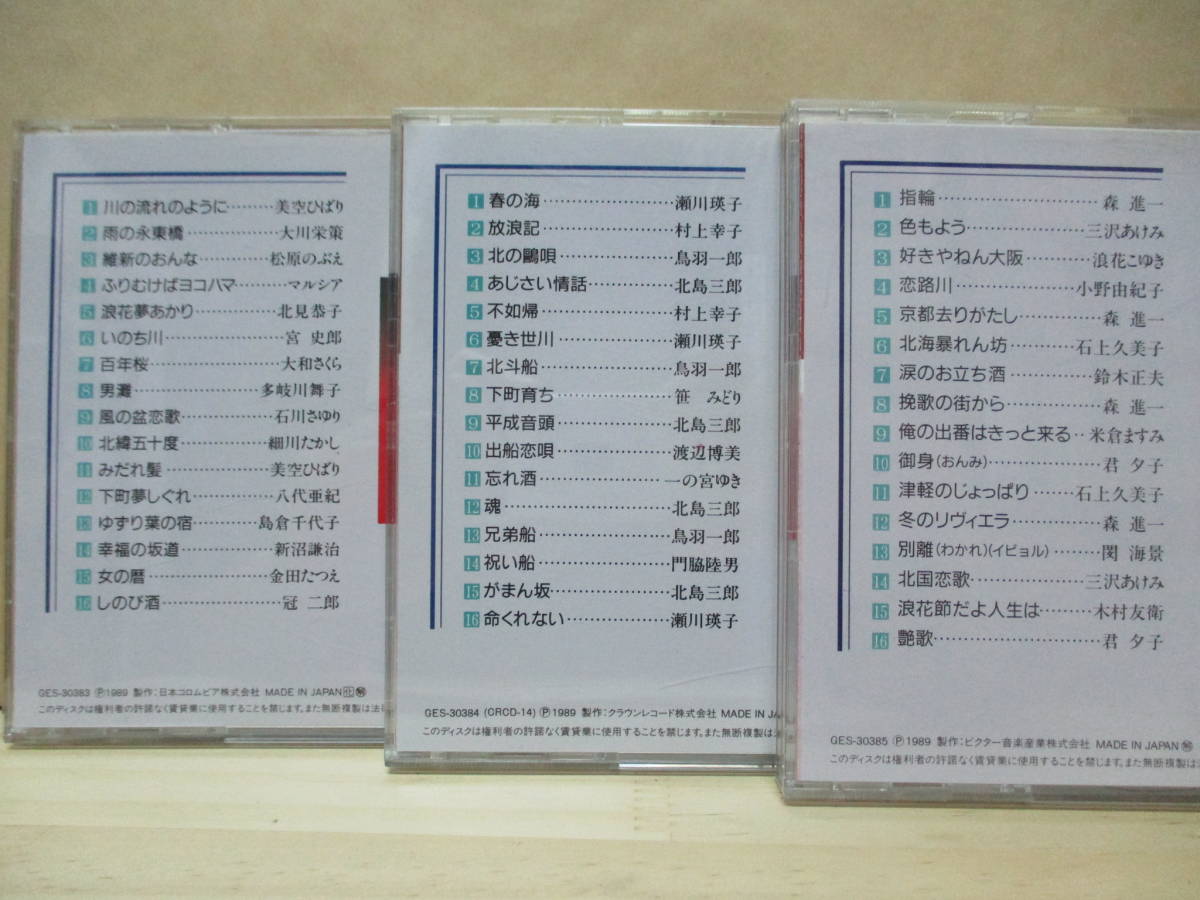 1 川の流れのように………美空ひばり
2 雨の永東橋………………大川栄策
3 維新のおんな…………松原のぶえ
4 ふりむけばヨコハマ………マルシア
5 浪花夢あかり……………北見恭子
6 いのち川……………………宮 史郎
7 百年桜……………………大和さくら
8 男灘……………………多岐川舞子
9 風の盆恋歌……………石川さゆり
10 北緯五十度……………細川たかし
11 みだれ髪………………美空ひばり
12 下町夢しぐれ……………八代亜紀
13 ゆずり葉の宿…………島倉千代子
14 幸福の坂道………………新沼謙治
15 女の暦……………………金田たつえ
16 しのび酒……………………冠 二郎
GES-30383 Ⓟ1989 製作:日本コロムビア株式会社 MADE IN JAPAN
このディスクは権利者の許諾なく賃貸業に使用することを禁じます。また無断複製は法
1 春の海……………………瀬川瑛子
2 放浪記……………………村上幸子
3 北の鷗唄…………………鳥羽一郎
4 あじさい情話……………北島三郎
5 不如帰……………………村上幸子
6 憂き世川…………………瀬川瑛子
7 北斗船……………………鳥羽一郎
8 下町育ち…………………笹 みどり
9 平成音頭…………………北島三郎
10 出船恋唄…………………渡辺博美
11 忘れ酒……………………一の宮ゆき
12 魂…………………………北島三郎
13 兄弟船……………………鳥羽一郎
14 祝い船……………………門脇陸男
15 がまん坂…………………北島三郎
16 命くれない………………瀬川瑛子
GES-30384 (CRCD-14) Ⓟ1989 製作:クラウンレコード株式会社 MADE IN JA
このディスクは権利者の許諾なく賃貸業に使用することを禁じます。また無断複製は
1 指輪…………………………森 進一
2 色もよう…………………三沢あけみ
3 好きやねん大阪…………浪花こゆき
4 恋路川……………………小野由紀子
5 京都去りがたし……………森 進一
6 北海暴れん坊……………石上久美子
7 涙のお立ち酒………………鈴木正夫
8 挽歌の街から………………森 進一
9 俺の出番はきっと来る‥米倉ますみ
10 御身(おんみ)………………君 夕子
11 津軽のじょっぱり………石上久美子
12 冬のリヴィエラ……………森 進一
13 別離(わかれ)(イビョル)………関 海景
14 北国恋歌…………………三沢あけみ
15 浪花節だよ人生は………木村友衛
16 艶歌…………………………君 夕子
GES-30385 Ⓟ1989 製作:ビクター音楽産業株式会社 MADE IN JAPAN
このディスクは権利者の許諾なく賃貸業に使用することを禁じます。また無断複製は法